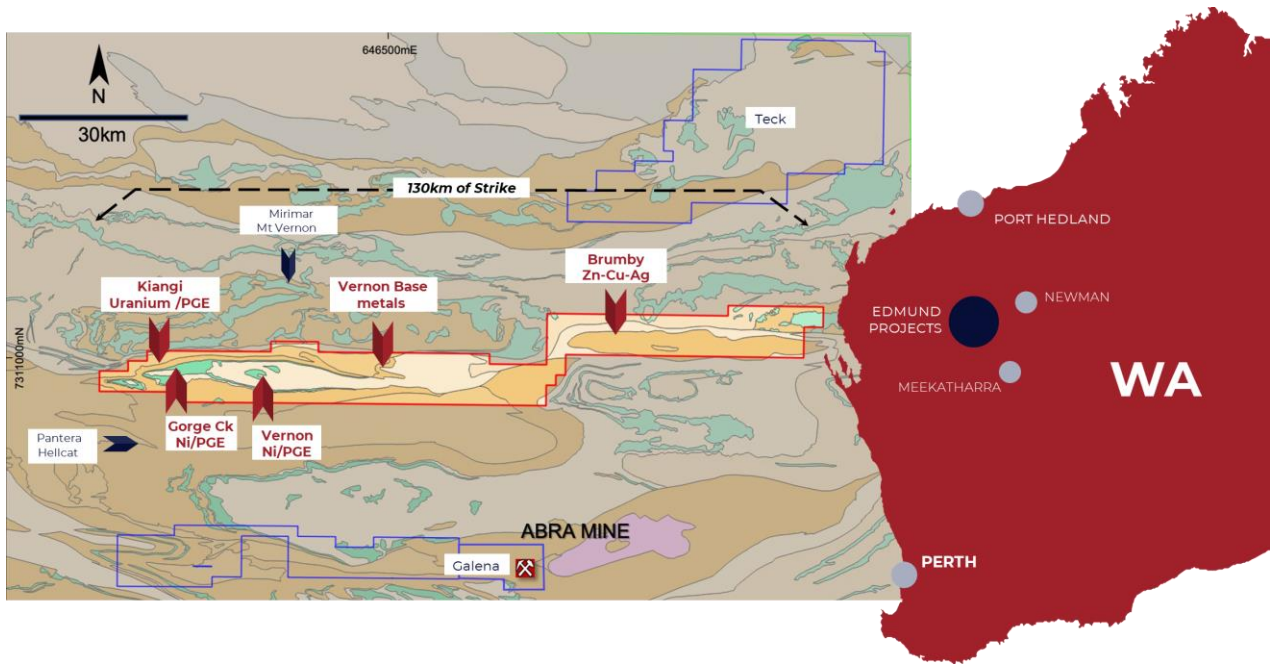 646500mE
N
30km
Teck
130km of Strike
Mirimar
Mt Vernon
Kiangi
Uranium /PGE
Vernon Base
metals
Brumby
Zn-Cu-Ag
7311000mN
Gorge Ck
Ni/PGE
Vernon
Ni/PGE
Pantera
Hellcat
ABRA MINE
Galena
PORT HEDLAND
EDMUND
PROJECTS
NEWMAN
MEEKATHARRA
WA
PERTH